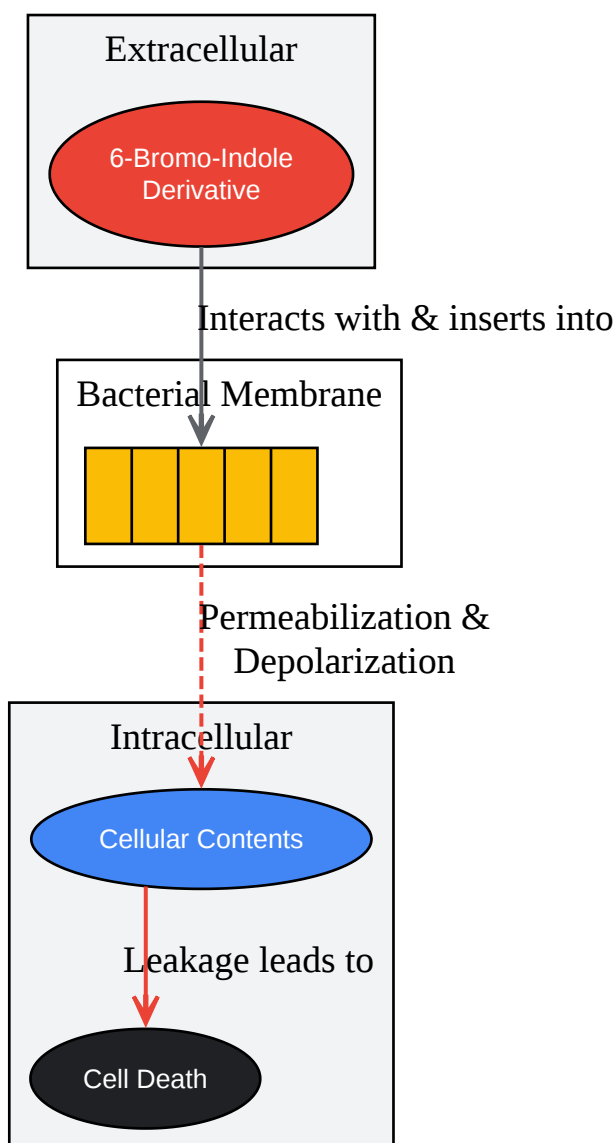 Extracellular
6-Bromo-Indole
Derivative
Interacts with & inserts into
Bacterial Membrane
Permeabilization &
Depolarization
Intracellular
Cellular Contents
Leakage leads to
Cell Death